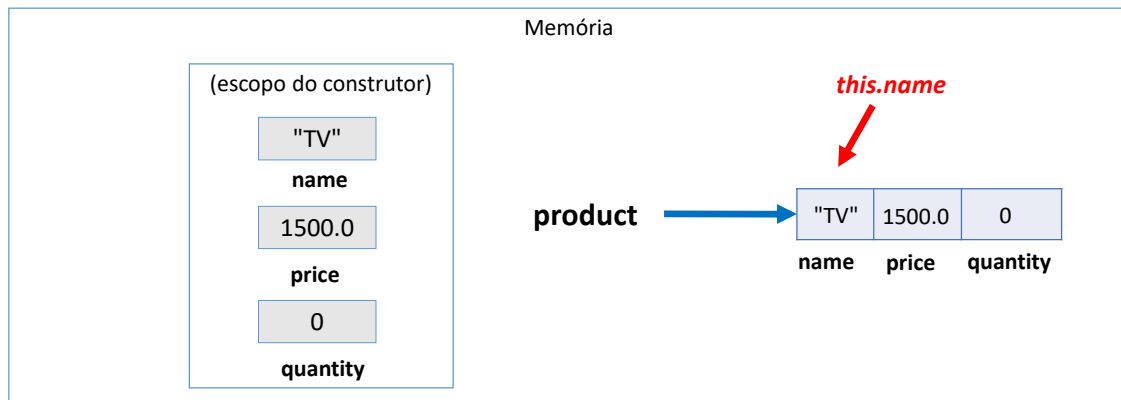 Memória
(escopo do construtor)
"TV"
name
1500.0
price
0
quantity
this.name
product
"TV" 1500.0 0
name price quantity